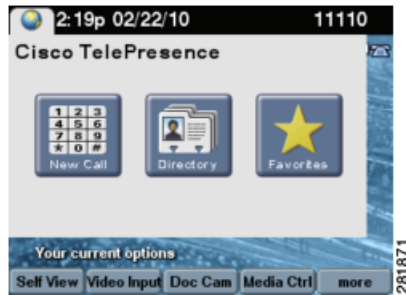 2:19p 02/22/10 11110
Cisco TelePresence
1 2 3
4 5 6
7 8 9
* 0 #
New Call Directory Favorites
Your current options
Self View Video Input Doc Cam Media Ctrl more
281871